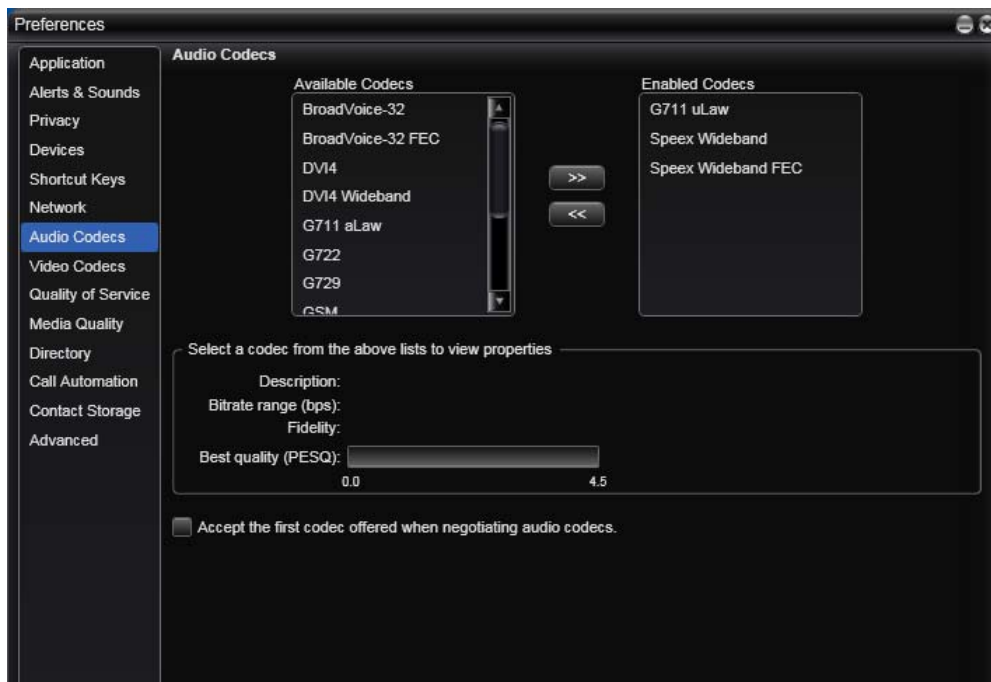 Preferences
Application
Alerts & Sounds
Privacy
Devices
Shortcut Keys
Network
Audio Codecs
Video Codecs
Quality of Service
Media Quality
Directory
Call Automation
Contact Storage
Advanced
Audio Codecs
Available Codecs
BroadVoice-32
BroadVoice-32 FEC
DVI4
DVI4 Wideband
G711 aLaw
G722
G729
GSM
>>
<<
Enabled Codecs
G711 uLaw
Speex Wideband
Speex Wideband FEC
Select a codec from the above lists to view properties
Description:
Bitrate range (bps):
Fidelity:
Best quality (PESQ):
0.0 4.5
Accept the first codec offered when negotiating audio codecs.